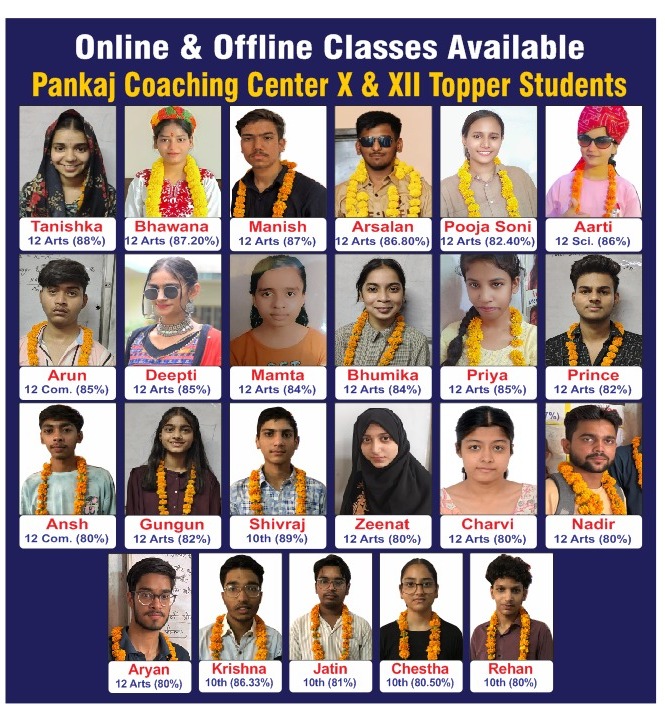 Online & Offline Classes Available
Pankaj Coaching Center X & XII Topper Students
Tanishka
12 Arts (88%)
Bhawana
12 Arts (87.20%)
Manish
12 Arts (87%)
Arsalan
12 Arts (86.80%)
Pooja Soni
12 Arts (82.40%)
Aarti
12 Sci. (86%)
Arun
12 Com. (85%)
Deepti
12 Arts (85%)
Mamta
12 Arts (84%)
Bhumika
12 Arts (84%)
Priya
12 Arts (85%)
Prince
12 Arts (82%)
Ansh
12 Com. (80%)
Gungun
12 Arts (82%)
Shivraj
10th (89%)
Zeenat
12 Arts (80%)
Charvi
12 Arts (80%)
Nadir
12 Arts (80%)
Aryan
12 Arts (80%)
Krishna
10th (86.33%)
Jatin
10th (81%)
Chestha
10th (80.50%)
Rehan
10th (80%)